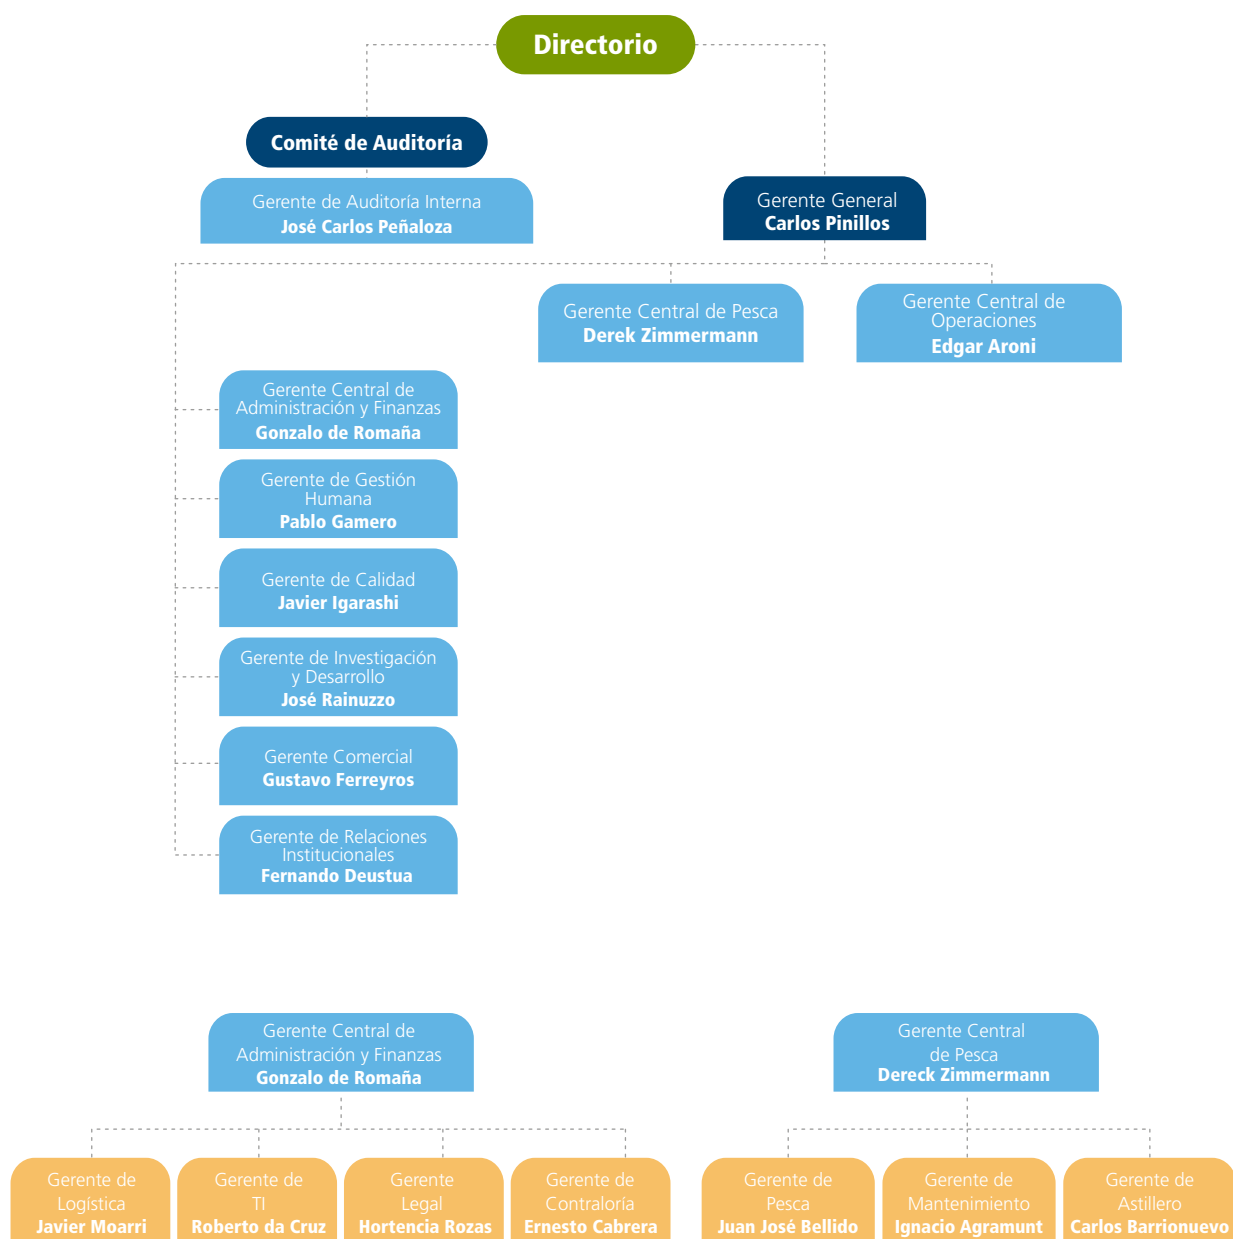 Directorio
Comité de Auditoría
Gerente de Auditoría Interna
José Carlos Peñaloza
Gerente General
Carlos Pinillos
Gerente Central de Pesca
Derek Zimmermann
Gerente Central de
Operaciones
Edgar Aroni
Gerente Central de
Administración y Finanzas
Gonzalo de Romaña
Gerente de Gestión
Humana
Pablo Gamero
Gerente de Calidad
Javier Igarashi
Gerente de Investigación
y Desarrollo
José Rainuzzo
Gerente Comercial
Gustavo Ferreyros
Gerente de Relaciones
Institucionales
Fernando Deustua
Gerente Central de
Administración y Finanzas
Gonzalo de Romaña
Gerente Central
de Pesca
Dereck Zimmermann
Gerente de
Logística
Javier Moarri
Gerente de
TI
Roberto da Cruz
Gerente
Legal
Hortencia Rozas
Gerente de
Contraloría
Ernesto Cabrera
Gerente de
Pesca
Juan José Bellido
Gerente de
Mantenimiento
Ignacio Agramunt
Gerente de
Astillero
Carlos Barrionuevo